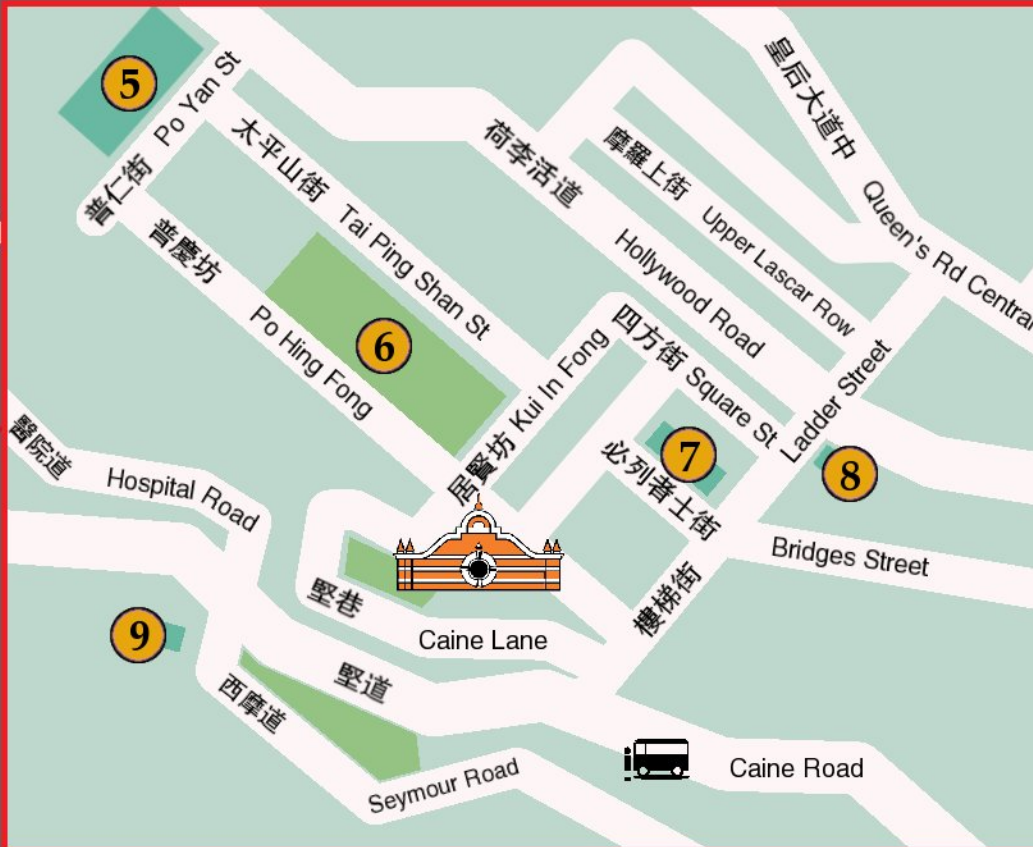 5
Po Yan St
普仁街
太平山街 Tai Ping Shan St
普慶坊 Po Hing Fong
6
荷李活道 Hollywood Road
摩羅上街 Upper Lascar Row
皇后大道中 Queen's Rd Central
四方街 Square St
居賢坊 Kui In Fong
Ladder Street
樓梯街
7
8
必列者士街
Bridges Street
醫院道 Hospital Road
堅巷 Caine Lane
9
堅道
西摩道
Seymour Road
Caine Road